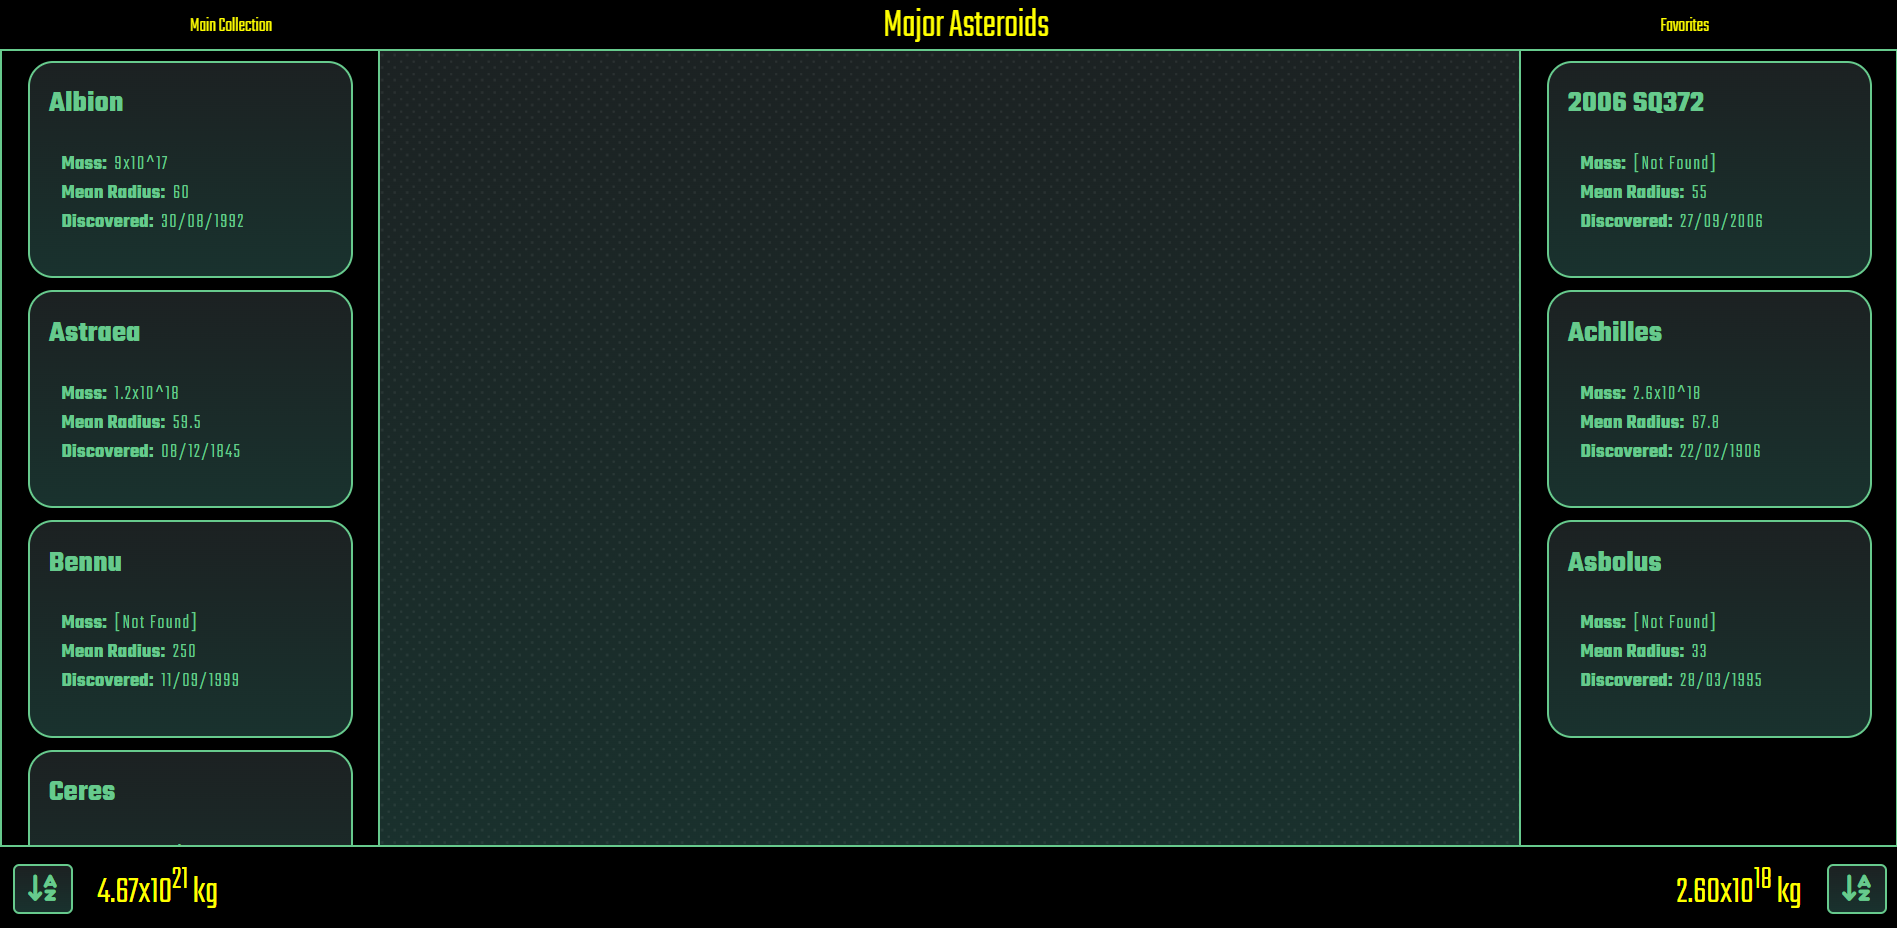 Main Collection
Major Asteroids
Favorites
Albion
Mass: 9x10^17
Mean Radius: 60
Discovered: 30/08/1992
Astraea
Mass: 1.2x10^18
Mean Radius: 59.5
Discovered: 08/12/1845
Bennu
Mass: [Not Found]
Mean Radius: 250
Discovered: 11/09/1999
Ceres
2006 SQ372
Mass: [Not Found]
Mean Radius: 55
Discovered: 27/09/2006
Achilles
Mass: 2.6x10^18
Mean Radius: 67.8
Discovered: 22/02/1906
Asbolus
Mass: [Not Found]
Mean Radius: 33
Discovered: 28/03/1995
A
Z
4.67x10²¹ kg
2.60x10¹⁸ kg
A
Z